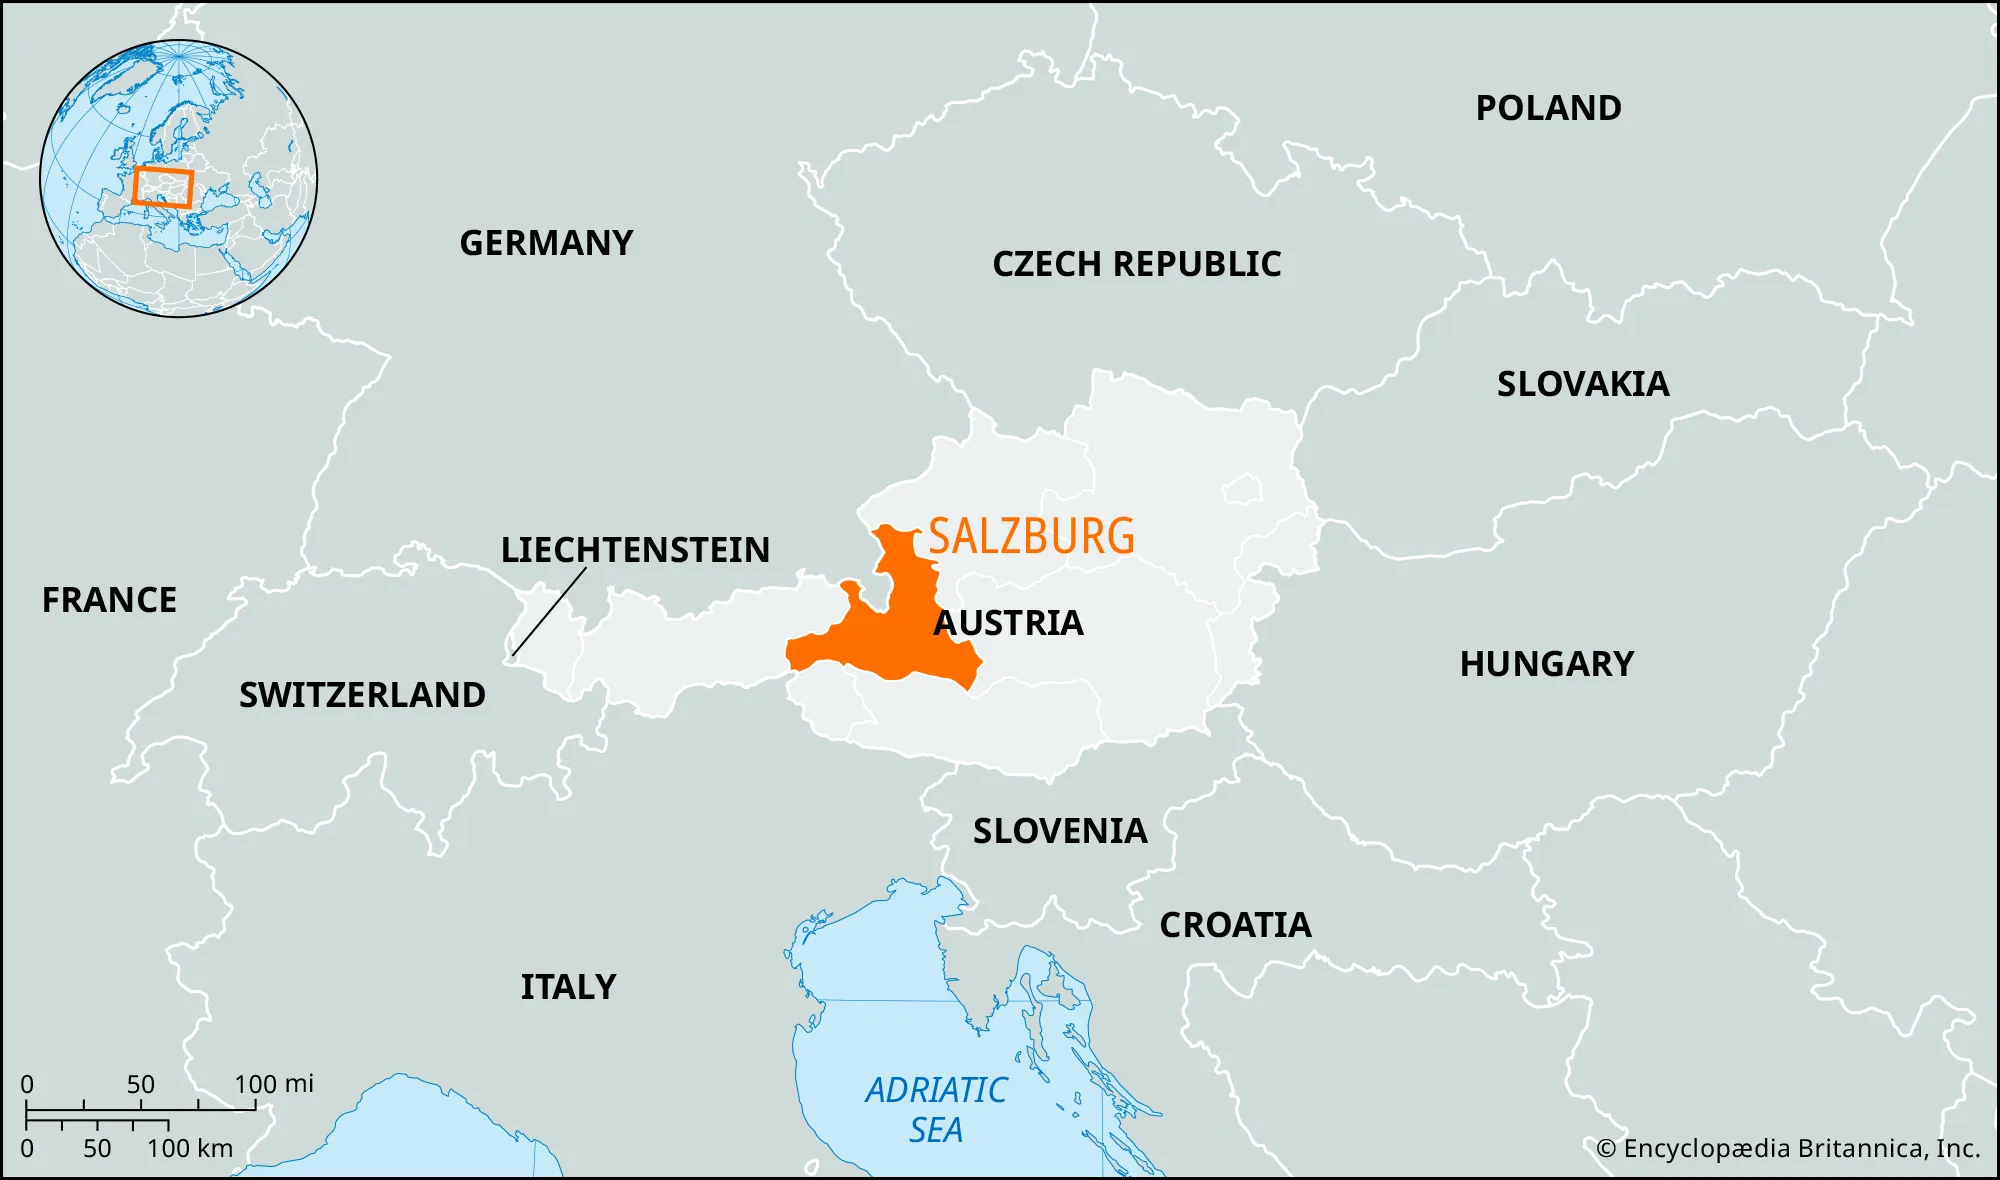 POLAND
GERMANY
CZECH REPUBLIC
SLOVAKIA
SALZBURG
LIECHTENSTEIN
FRANCE
AUSTRIA
HUNGARY
SWITZERLAND
SLOVENIA
CROATIA
ITALY
ADRIATIC
SEA
0 50 100 mi
0 50 100 km
© Encyclopædia Britannica, Inc.